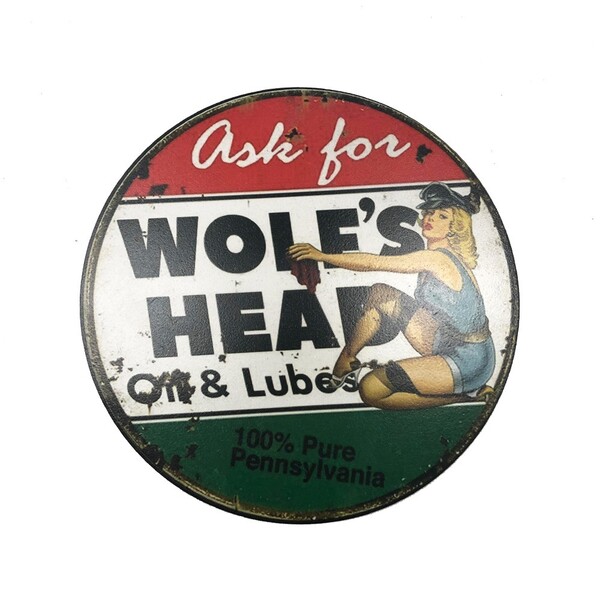 Ask for
WOLF'S
HEAD
Oil & Lubes
100% Pure
Pennsylvania